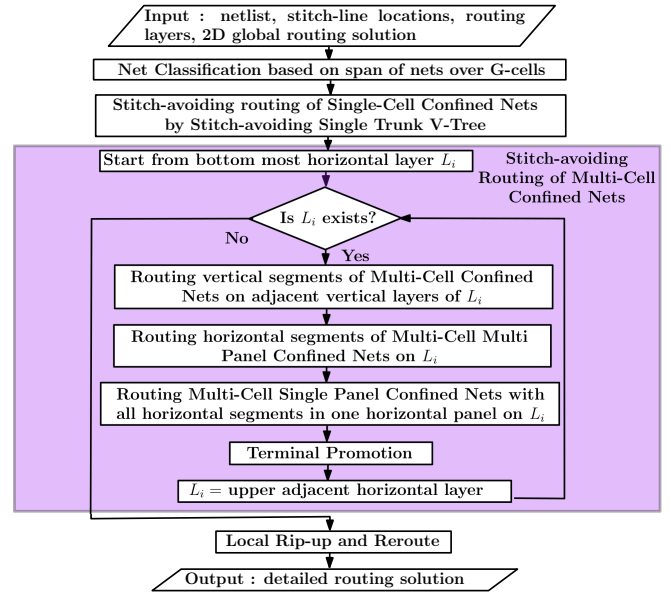 Input : netlist, stitch-line locations, routing
layers, 2D global routing solution
Net Classification based on span of nets over G-cells
Stitch-avoiding routing of Single-Cell Confined Nets
by Stitch-avoiding Single Trunk V-Tree
Start from bottom most horizontal layer L_i
Stitch-avoiding
Routing of Multi-Cell
Confined Nets
Is L_i exists?
No
Yes
Routing vertical segments of Multi-Cell Confined
Nets on adjacent vertical layers of L_i
Routing horizontal segments of Multi-Cell Multi
Panel Confined Nets on L_i
Routing Multi-Cell Single Panel Confined Nets with
all horizontal segments in one horizontal panel on L_i
Terminal Promotion
L_i = upper adjacent horizontal layer
Local Rip-up and Reroute
Output : detailed routing solution